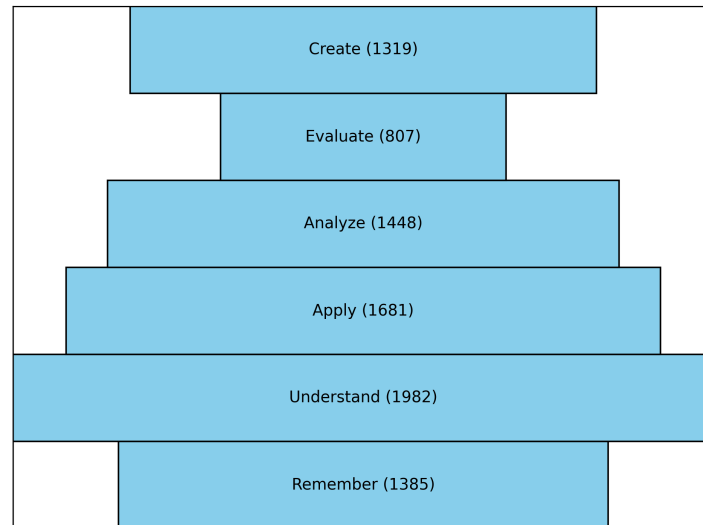 Create (1319)
Evaluate (807)
Analyze (1448)
Apply (1681)
Understand (1982)
Remember (1385)